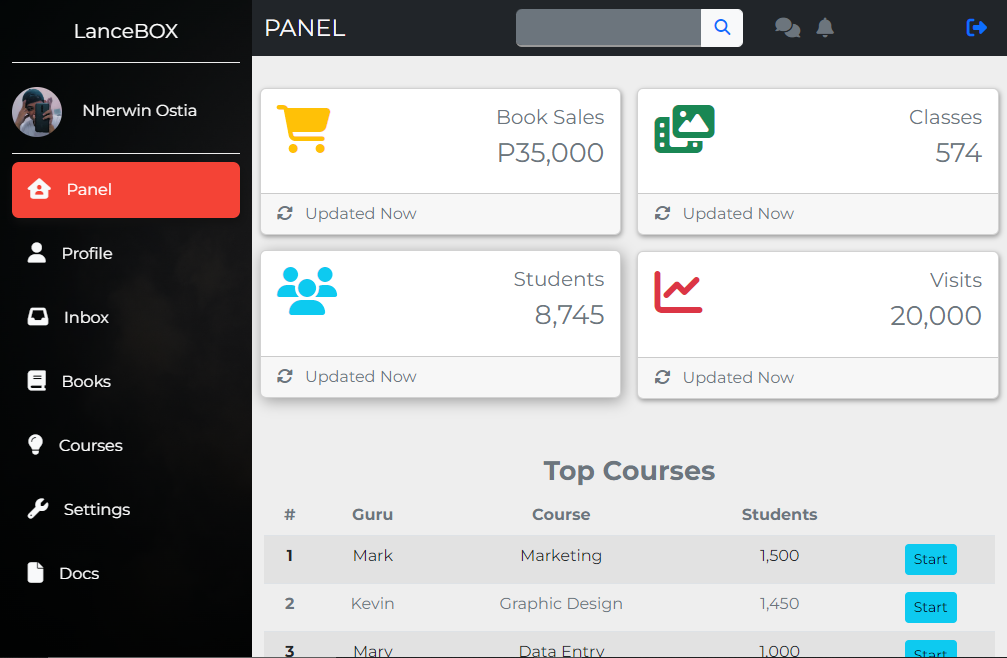 LanceBOX
PANEL
Nherwin Ostia
Panel
Profile
Inbox
Books
Courses
Settings
Docs
Book Sales
P35,000
Updated Now
Classes
574
Updated Now
Students
8,745
Updated Now
Visits
20,000
Updated Now
Top Courses
# Guru Course Students
1 Mark Marketing 1,500 Start
2 Kevin Graphic Design 1,450 Start
3 Mary Data Entry 1,000 Start